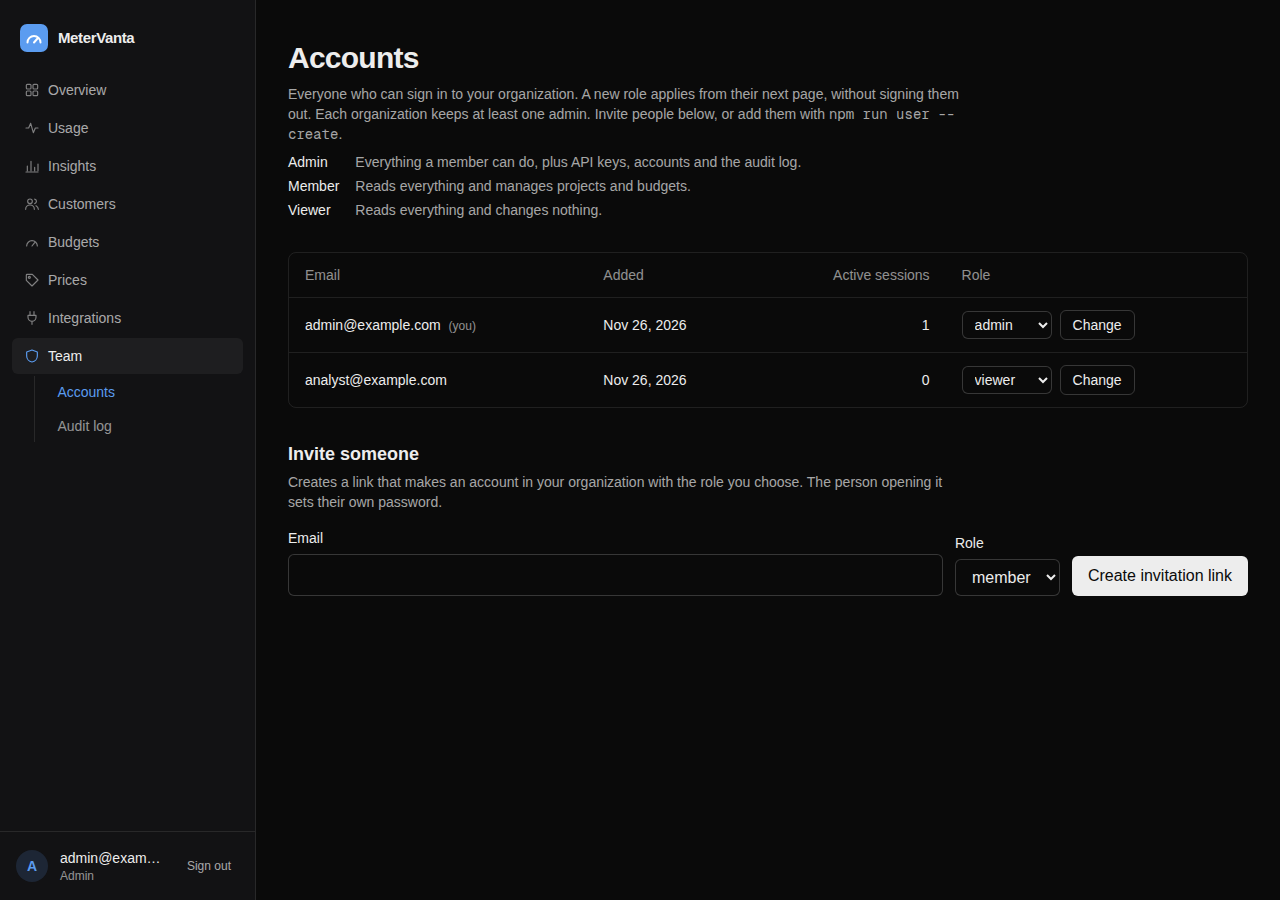 MeterVanta
Overview
Usage
Insights
Customers
Budgets
Prices
Integrations
Team
Accounts
Audit log
A
admin@exam…
Admin
Sign out
Accounts
Everyone who can sign in to your organization. A new role applies from their next page, without signing them
out. Each organization keeps at least one admin. Invite people below, or add them with npm run user --
create.
Admin Everything a member can do, plus API keys, accounts and the audit log.
Member Reads everything and manages projects and budgets.
Viewer Reads everything and changes nothing.
Email Added Active sessions Role
admin@example.com (you) Nov 26, 2026 1 admin Change
analyst@example.com Nov 26, 2026 0 viewer Change
Invite someone
Creates a link that makes an account in your organization with the role you choose. The person opening it
sets their own password.
Email Role
member Create invitation link